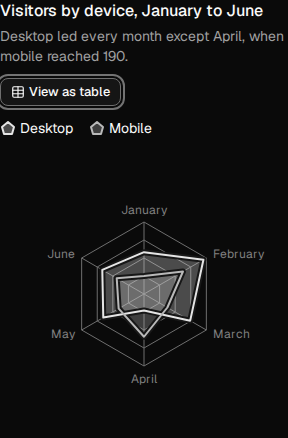 Visitors by device, January to June
Desktop led every month except April, when
mobile reached 190.
View as table
Desktop Mobile
January
June February
May March
April